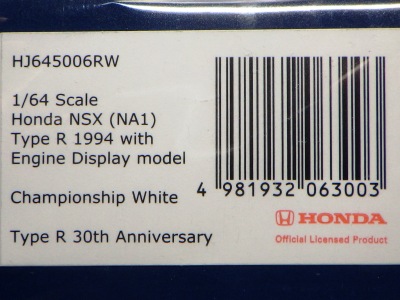 HJ645006RW
1/64 Scale
Honda NSX (NA1)
Type R 1994 with
Engine Display model
Championship White
Type R 30th Anniversary
4 981932 063003
HONDA
Official Licensed Product